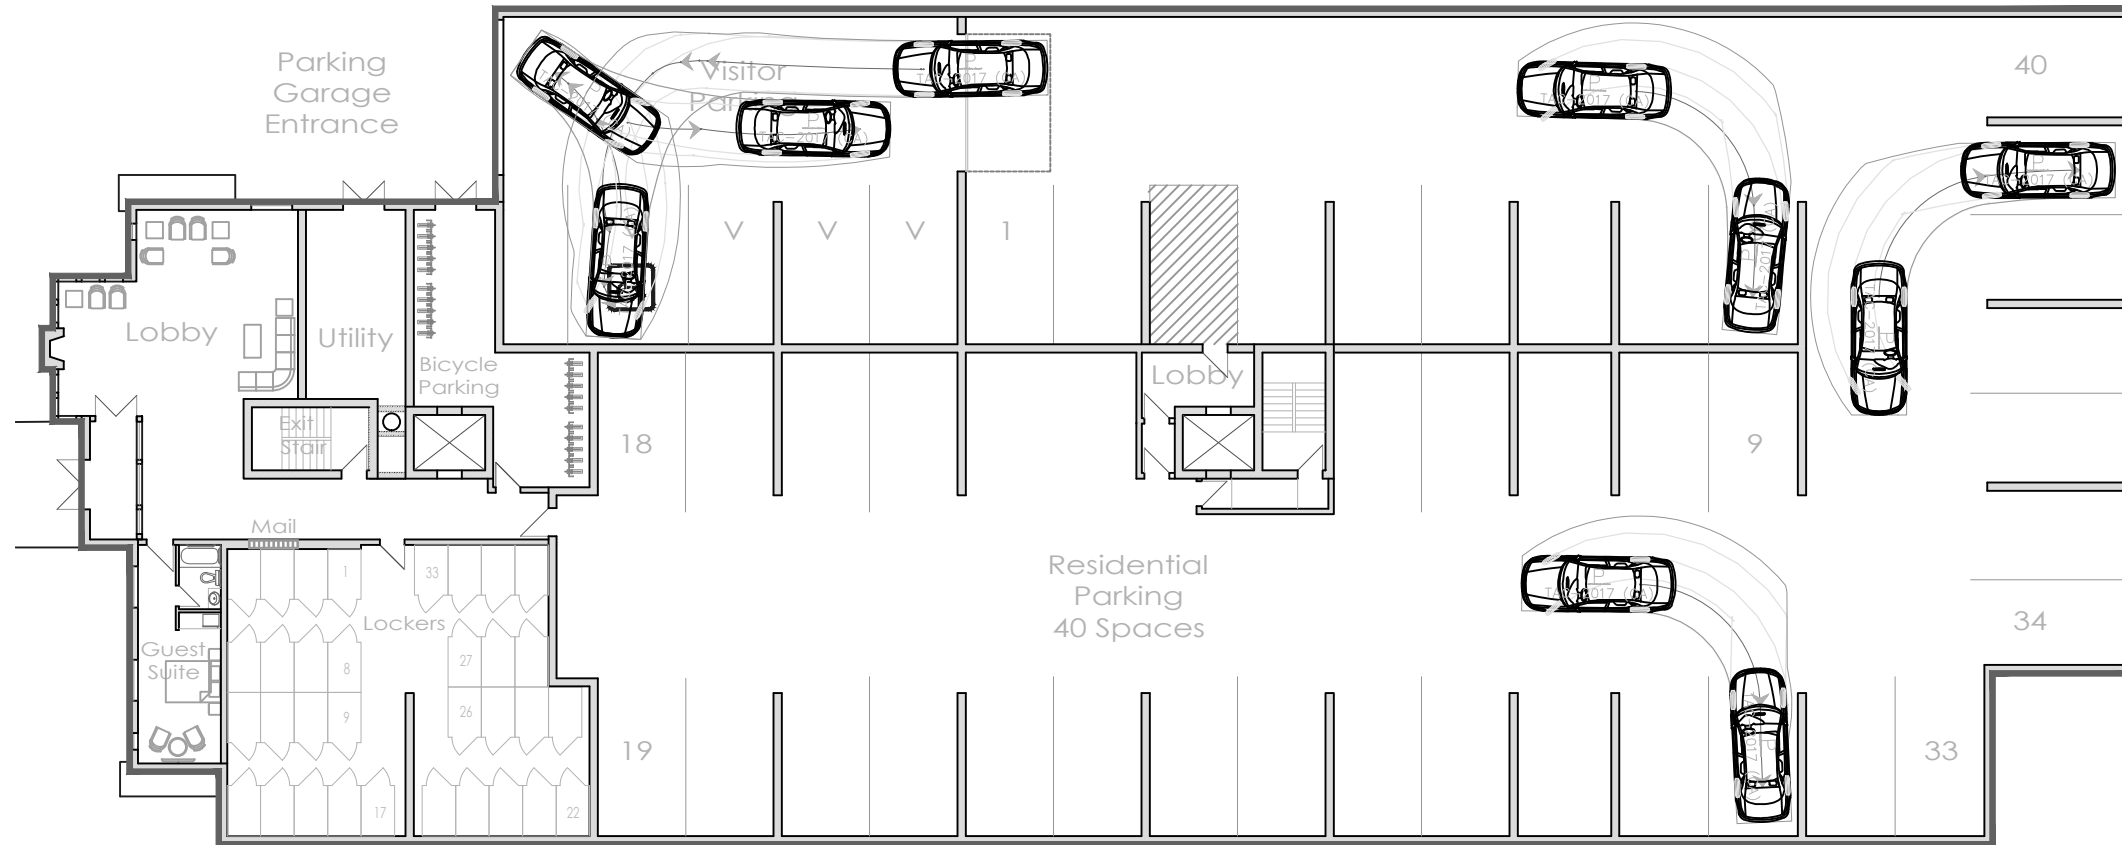 Parking
Garage
Entrance
Visitor
Parking
40
V
V
V
1
Lobby
Utility
Bicycle
Parking
Lobby
Exit
Stair
18
9
Mail
Residential
Parking
40 Spaces
34
1
33
Lockers
Guest
Suite
8
27
9
26
19
33
17
22